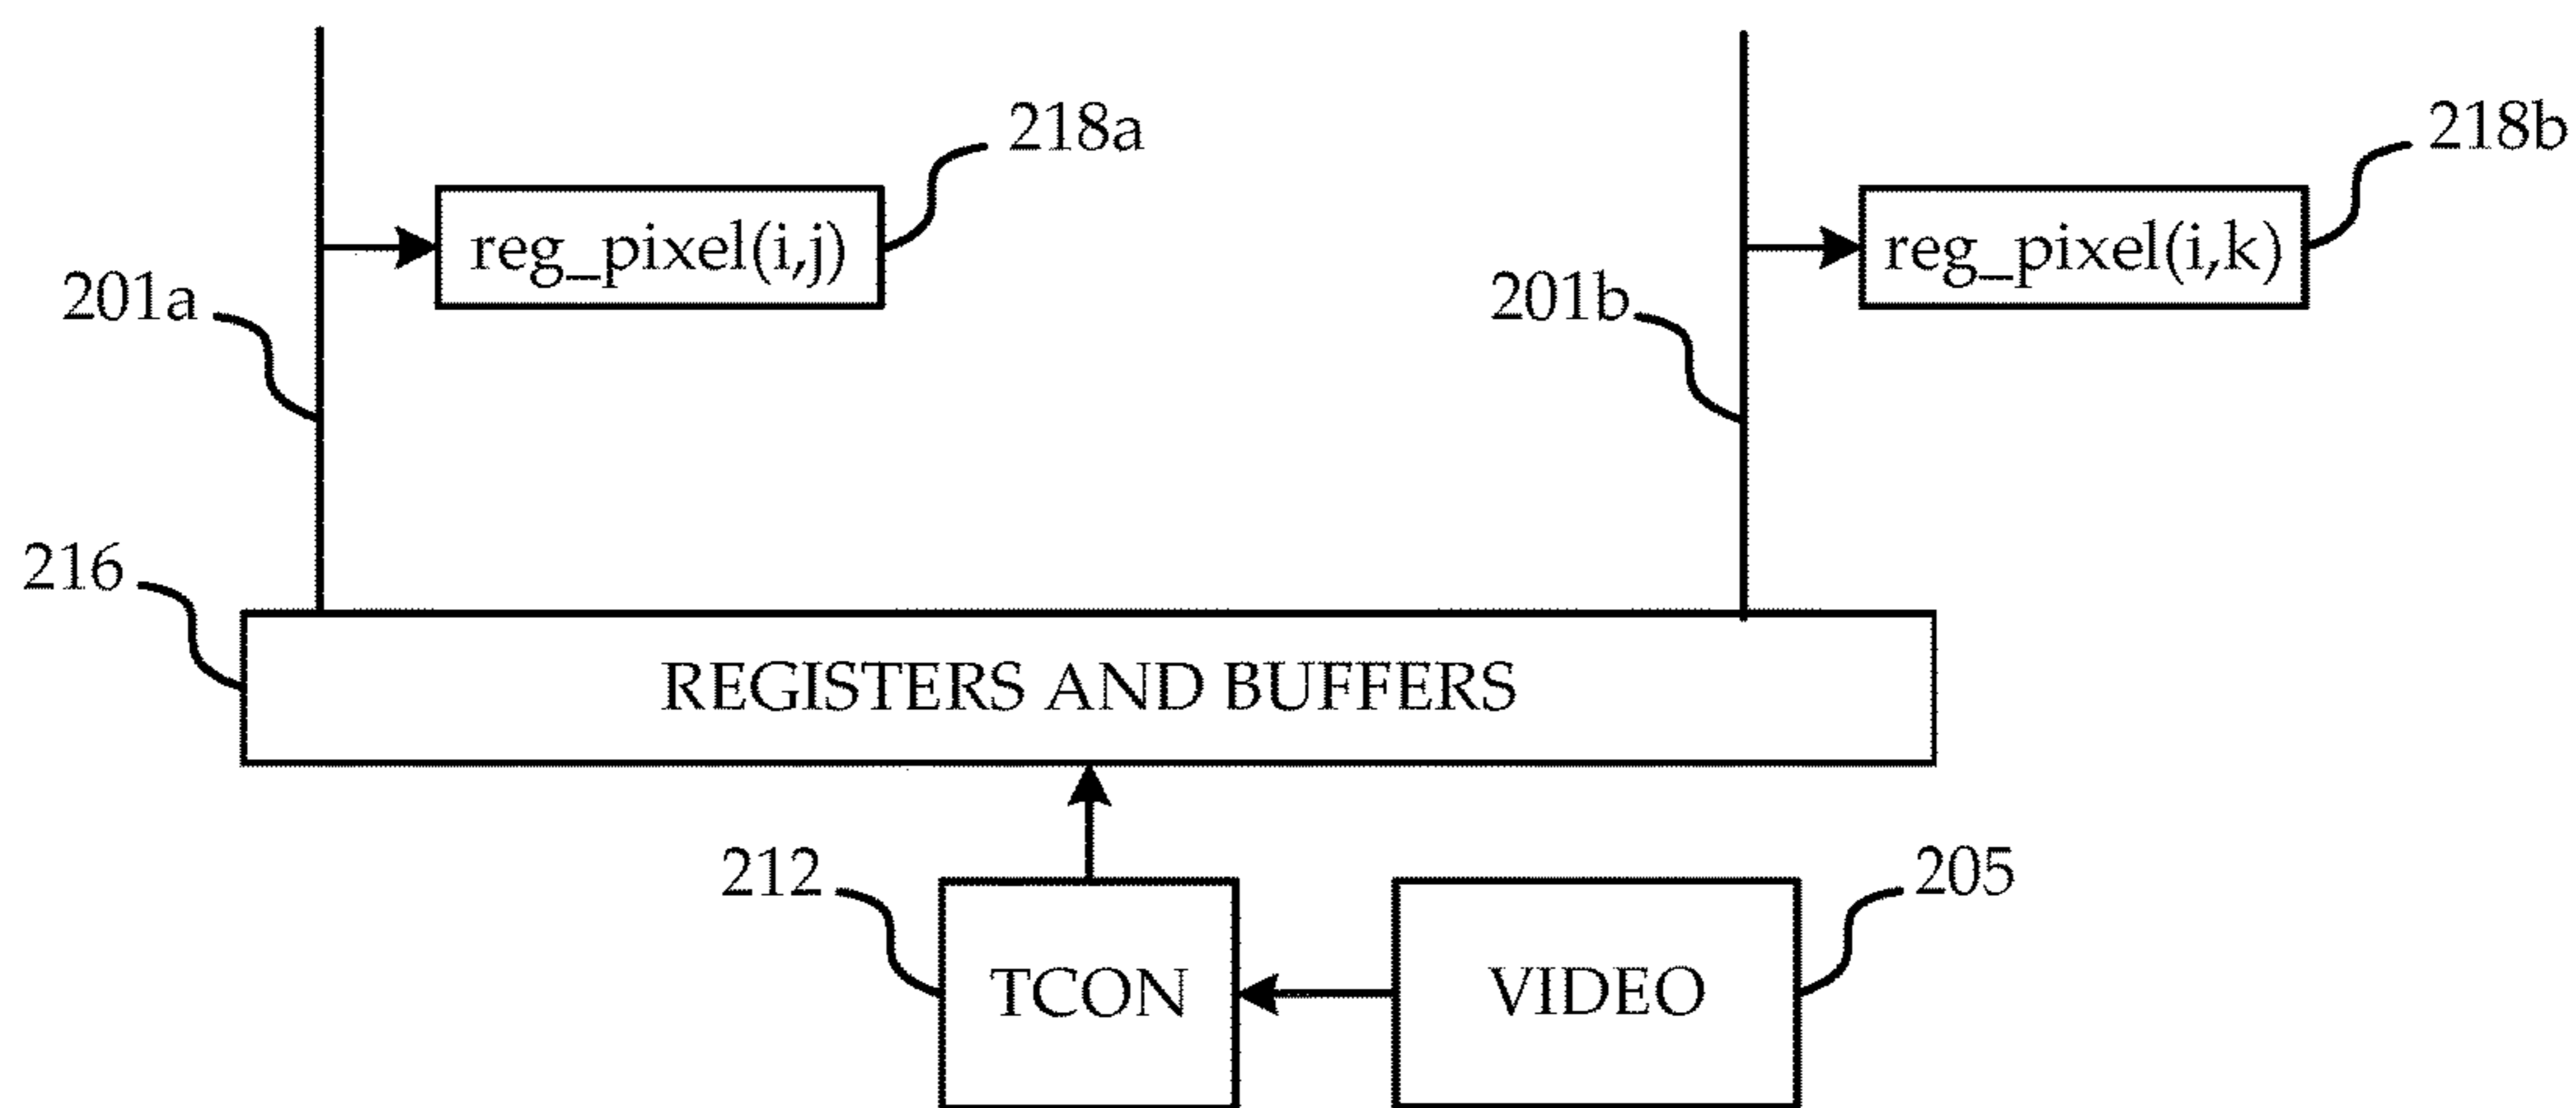 218a
218b
reg_pixel(i,j)
reg_pixel(i,k)
201a
201b
216
REGISTERS AND BUFFERS
212
205
TCON
VIDEO